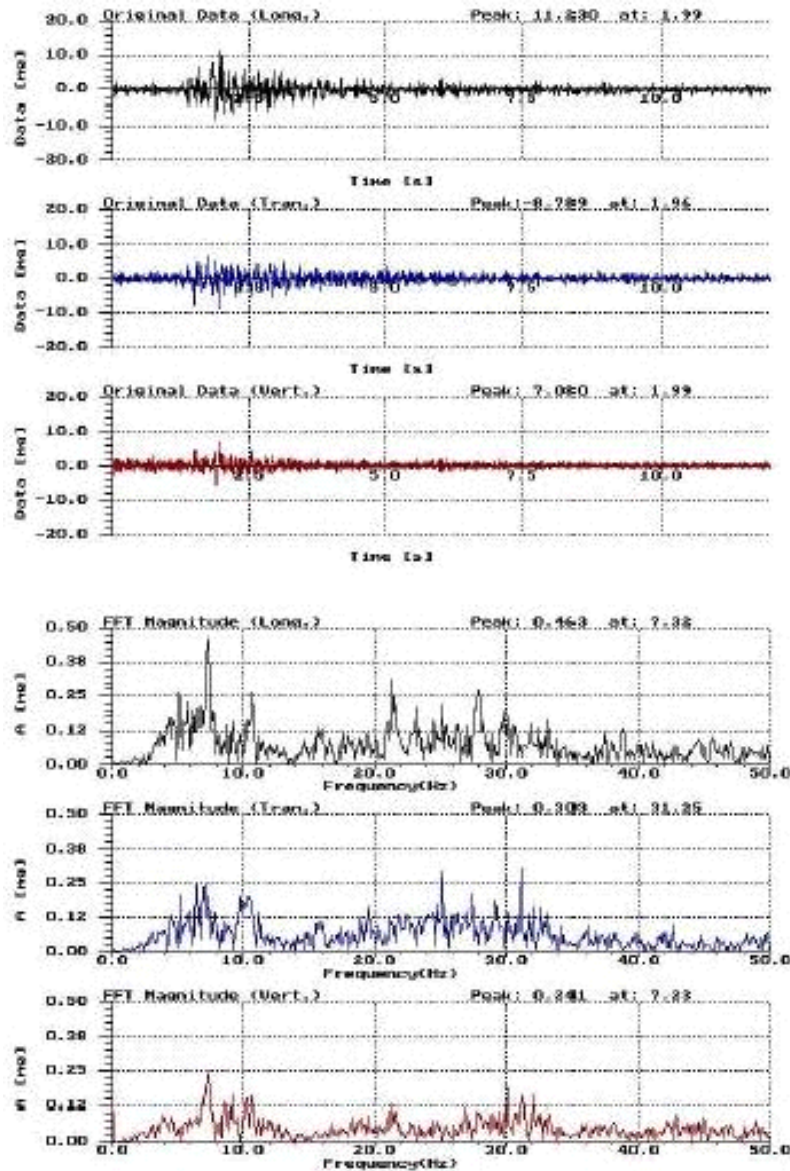 Original Data (Long.) Peak: 11.230 at: 1.99
20.0
10.0
0.0
-10.0
5.0 7.5 10.0
Data [mg]
Time [s]
Original Data (Tran.) Peak:-8.789 at: 1.96
20.0
10.0
0.0
-10.0
-20.0
7.5 10.0
Data [mg]
Time [s]
Original Data (Vert.) Peak: 7.080 at: 1.99
20.0
10.0
0.0
-10.0
-20.0
5.0 7.5 10.0
Data [mg]
Time [s]
FFT Magnitude (Long.) Peak: 0.463 at: 7.32
0.50
0.38
0.25
0.12
0.00
A [mg]
10.0 20.0 30.0 40.0 50.0
Frequency(Hz)
FFT Magnitude (Tran.) Peak: 0.303 at: 31.25
0.50
0.38
0.25
0.12
0.00
A [mg]
0.0 10.0 20.0 30.0 40.0 50.0
Frequency(Hz)
FFT Magnitude (Vert.) at:
0.50
0.38
0.25
0.12
0.00
[mg]
0.0 10.0 20.0 30.0 40.0 50.0
Frequency(Hz)